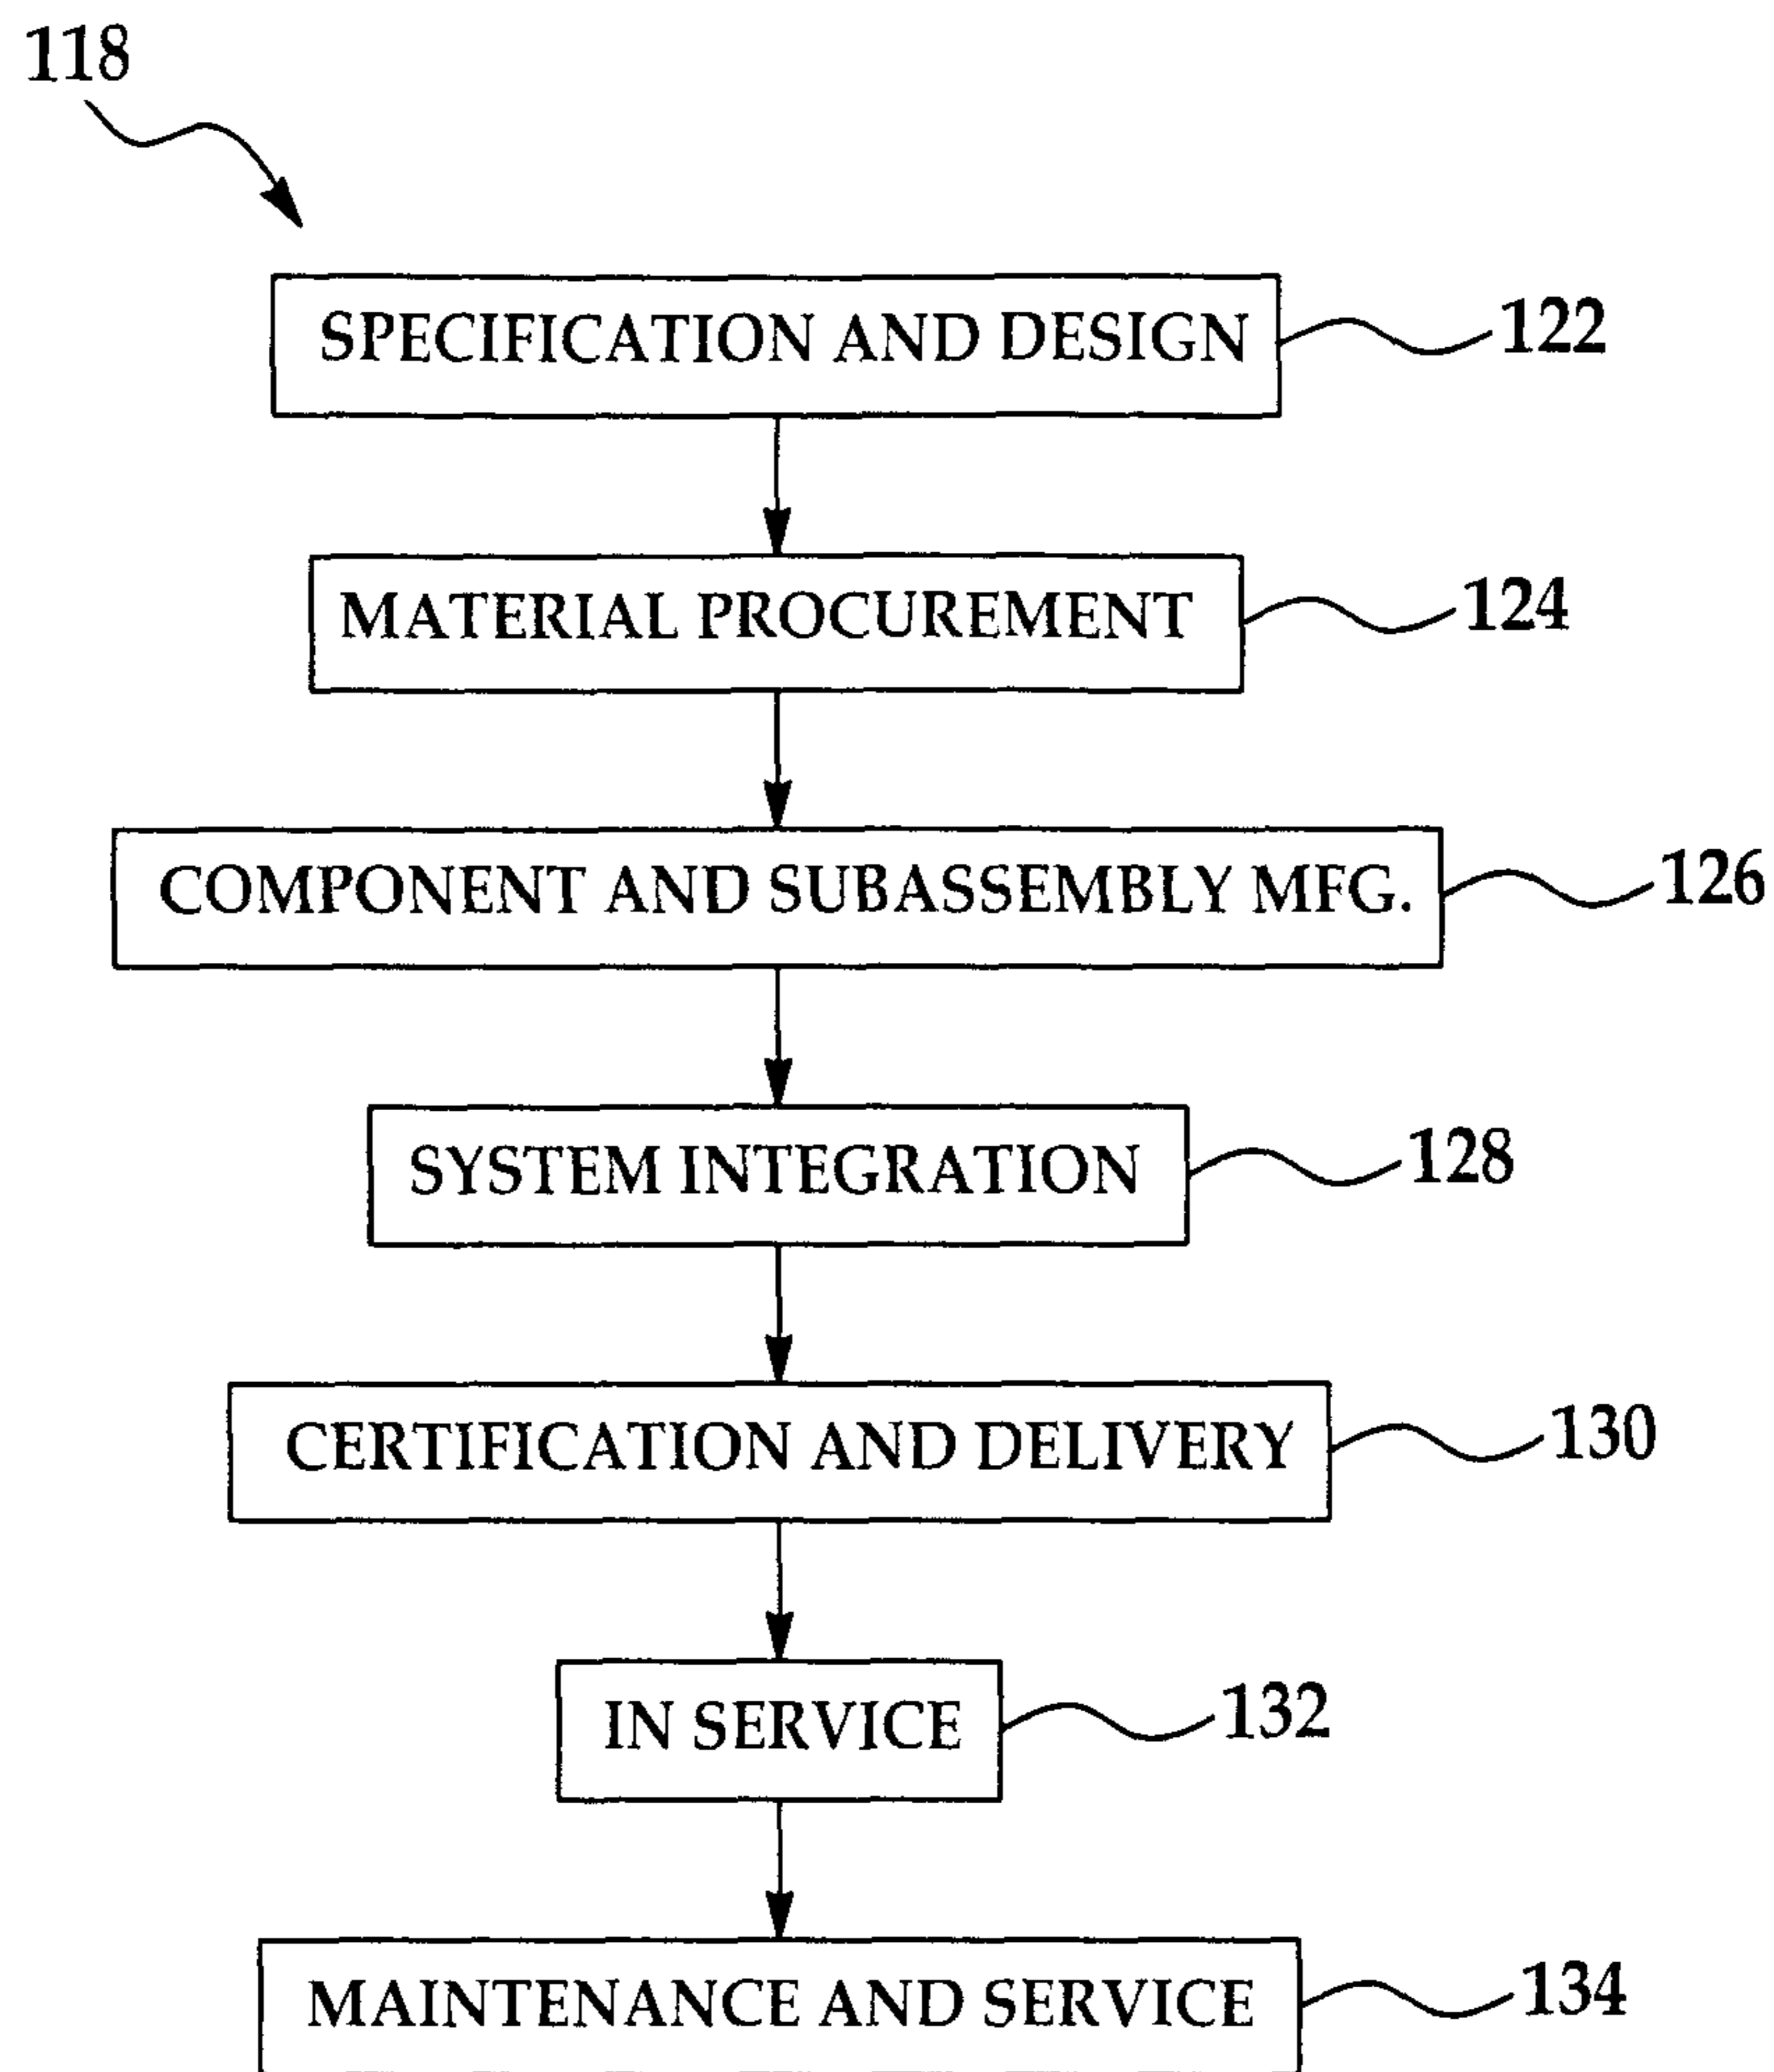 118
SPECIFICATION AND DESIGN 122
MATERIAL PROCUREMENT 124
COMPONENT AND SUBASSEMBLY MFG. 126
SYSTEM INTEGRATION 128
CERTIFICATION AND DELIVERY 130
IN SERVICE 132
MAINTENANCE AND SERVICE 134